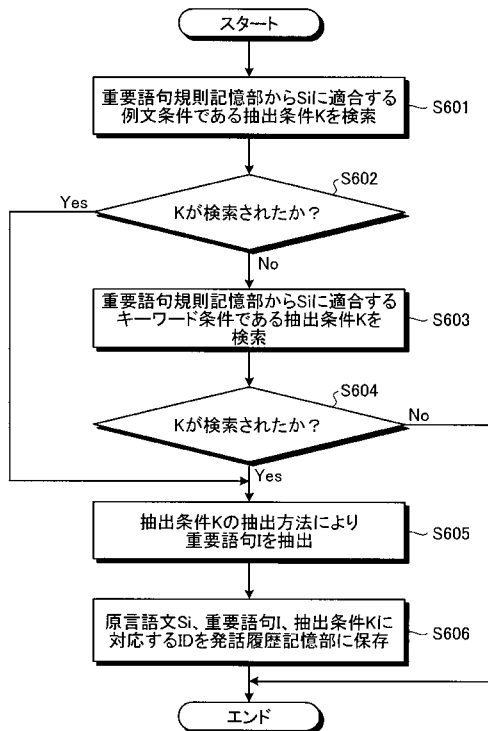 スタート
重要語句規則記憶部からSiに適合する
例文条件である抽出条件Kを検索
S601
S602
Kが検索されたか？
Yes
No
重要語句規則記憶部からSiに適合する
キーワード条件である抽出条件Kを
検索
S603
S604
Kが検索されたか？
No
Yes
抽出条件Kの抽出方法により
重要語句Iを抽出
S605
原言語文Si、重要語句I、抽出条件Kに
対応するIDを発話履歴記憶部に保存
S606
エンド